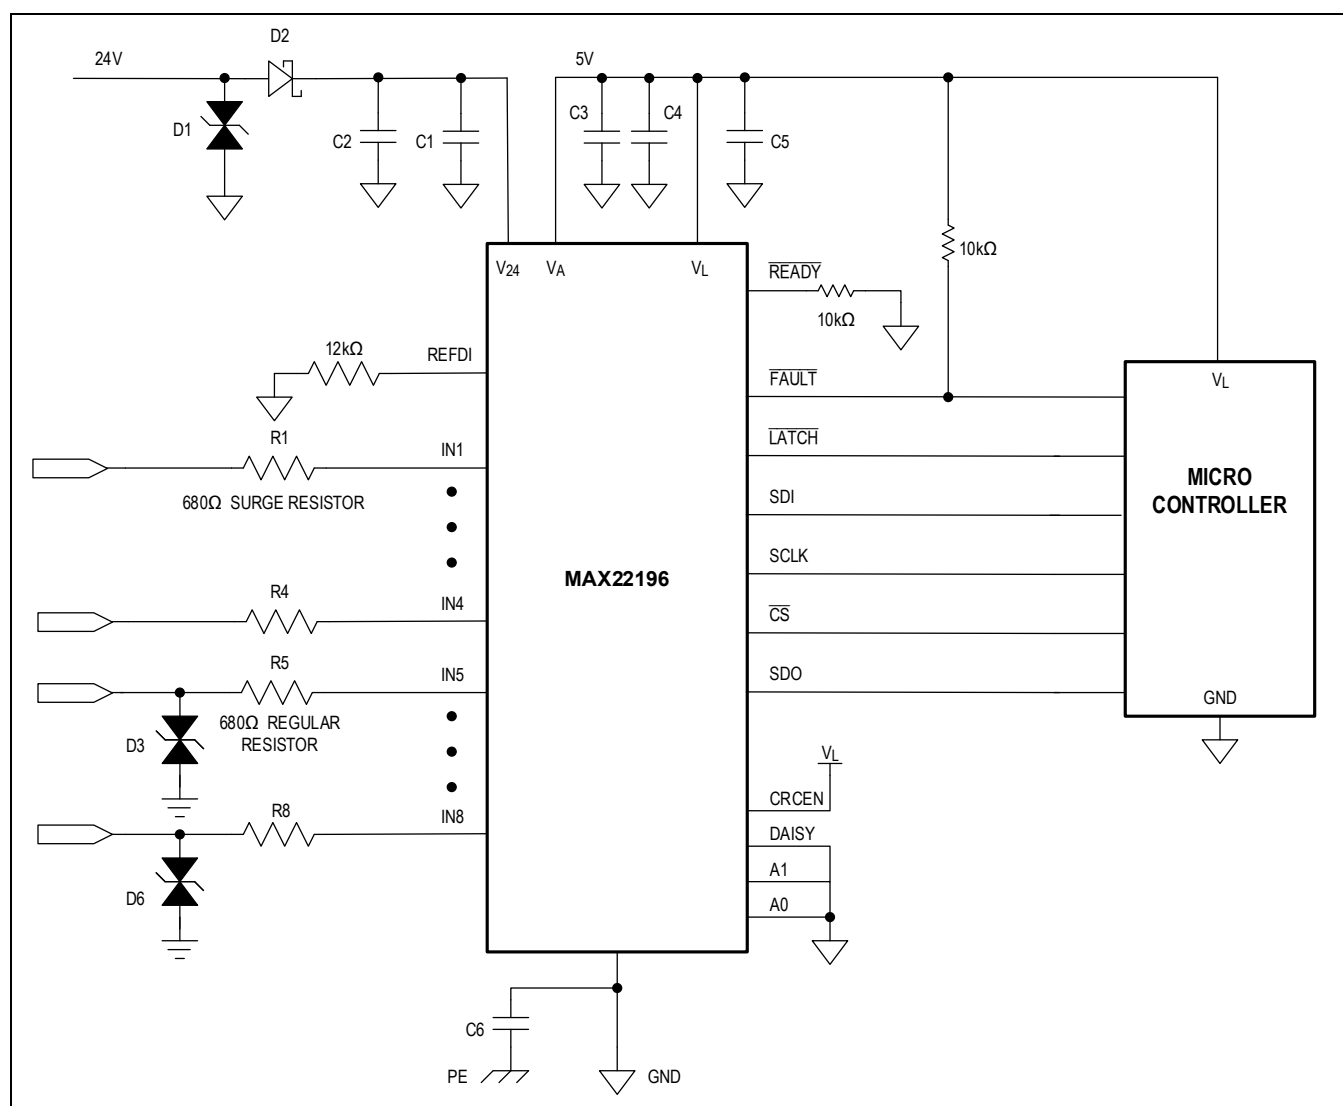 D2
24V
5V
D1
C2
C1
C3
C4
C5
10kΩ
V24
VA
VL
READY
10kΩ
12kΩ
REFDI
FAULT
VL
R1
IN1
LATCH
680Ω SURGE RESISTOR
MICRO
CONTROLLER
SDI
MAX22196
SCLK
R4
IN4
CS
R5
IN5
SDO
680Ω REGULAR
RESISTOR
GND
D3
VL
R8
IN8
CRCEN
DAISY
D6
A1
A0
C6
PE
GND